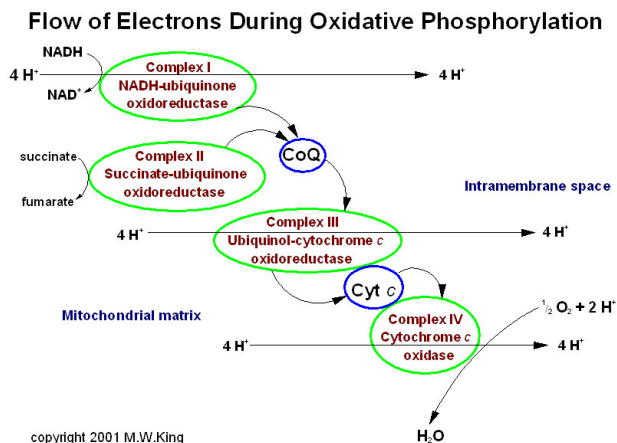 Flow of Electrons During Oxidative Phosphorylation
NADH
4 H⁺
NAD⁺
Complex I
NADH-ubiquinone
oxidoreductase
4 H⁺
succinate
fumarate
Complex II
Succinate-ubiquinone
oxidoreductase
CoQ
Intramembrane space
4 H⁺
Complex III
Ubiquinol-cytochrome c
oxidoreductase
4 H⁺
Cyt c
Mitochondrial matrix
½ O₂ + 2 H⁺
4 H⁺
Complex IV
Cytochrome c
oxidase
4 H⁺
H₂O
copyright 2001 M.W.King